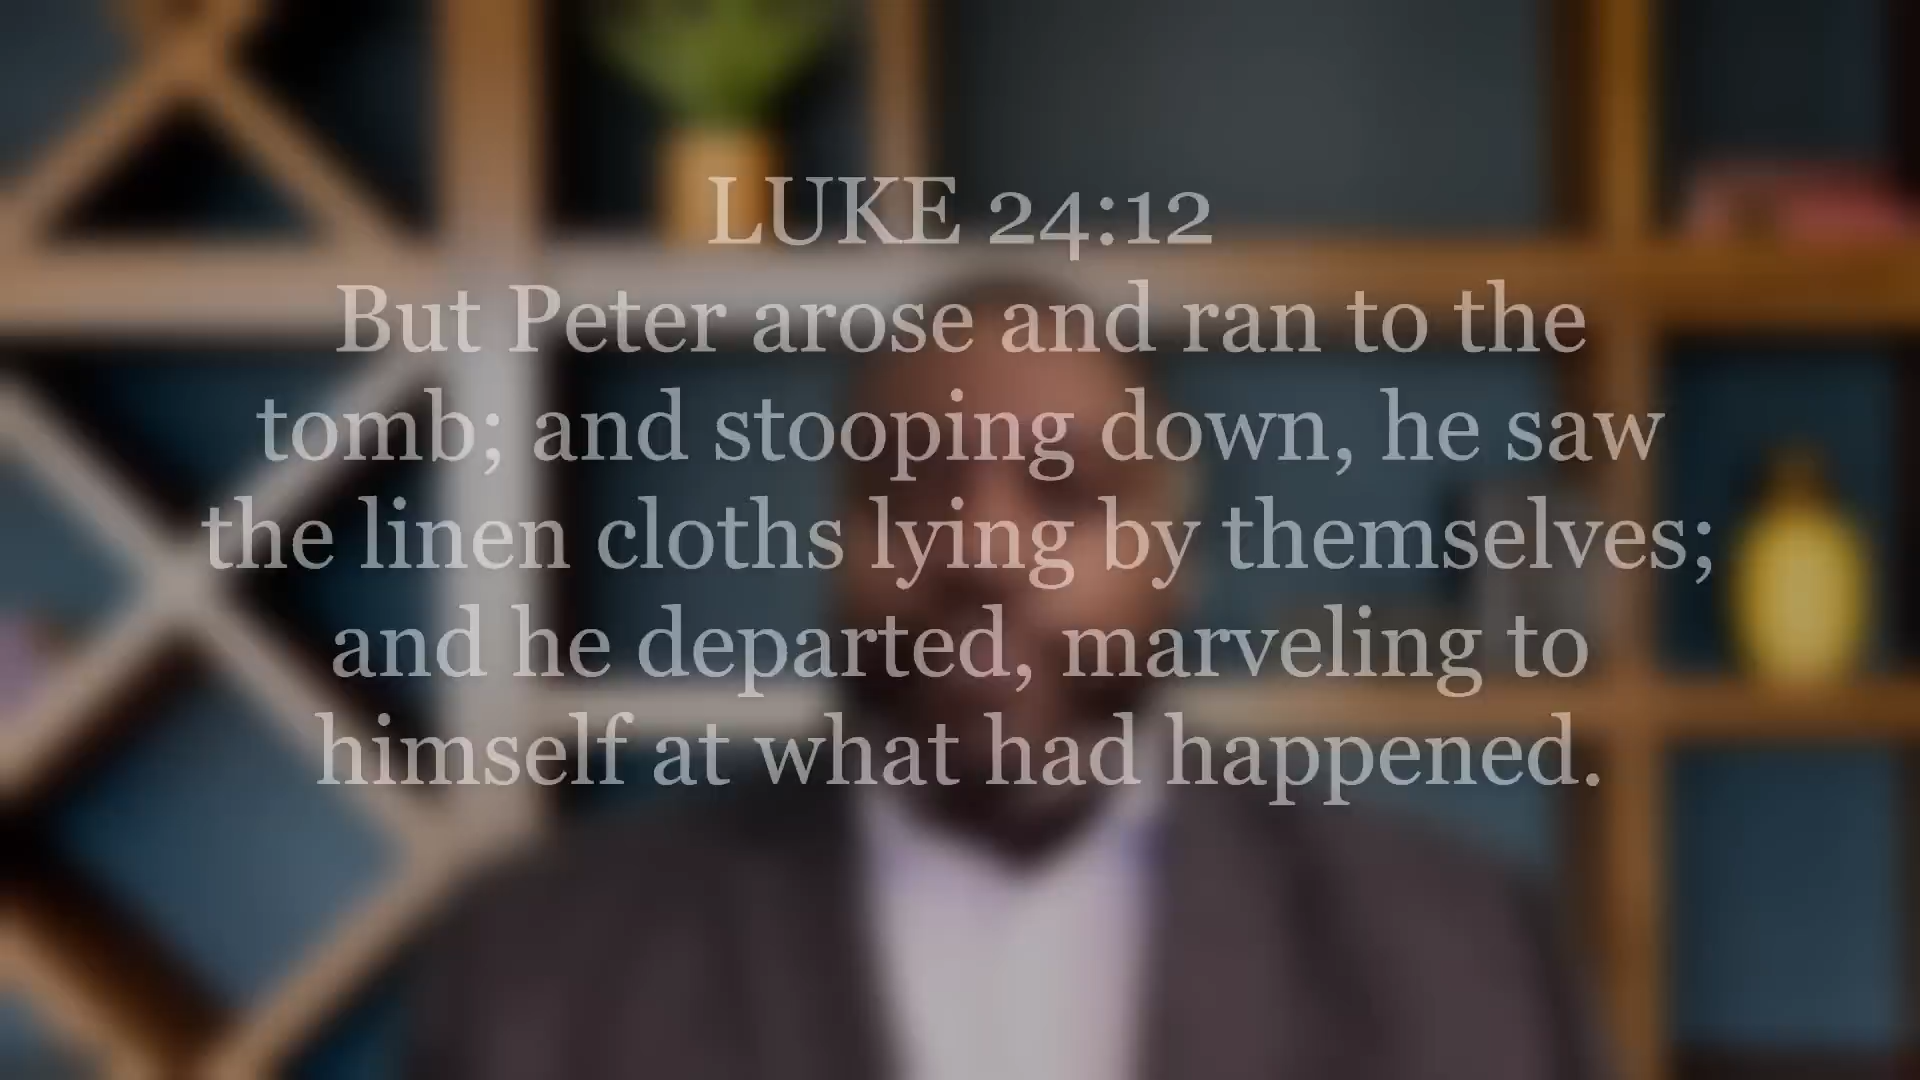 LUKE 24:12
But Peter arose and ran to the
tomb; and stooping down, he saw
the linen cloths lying by themselves;
and he departed, marveling to
himself at what had happened.